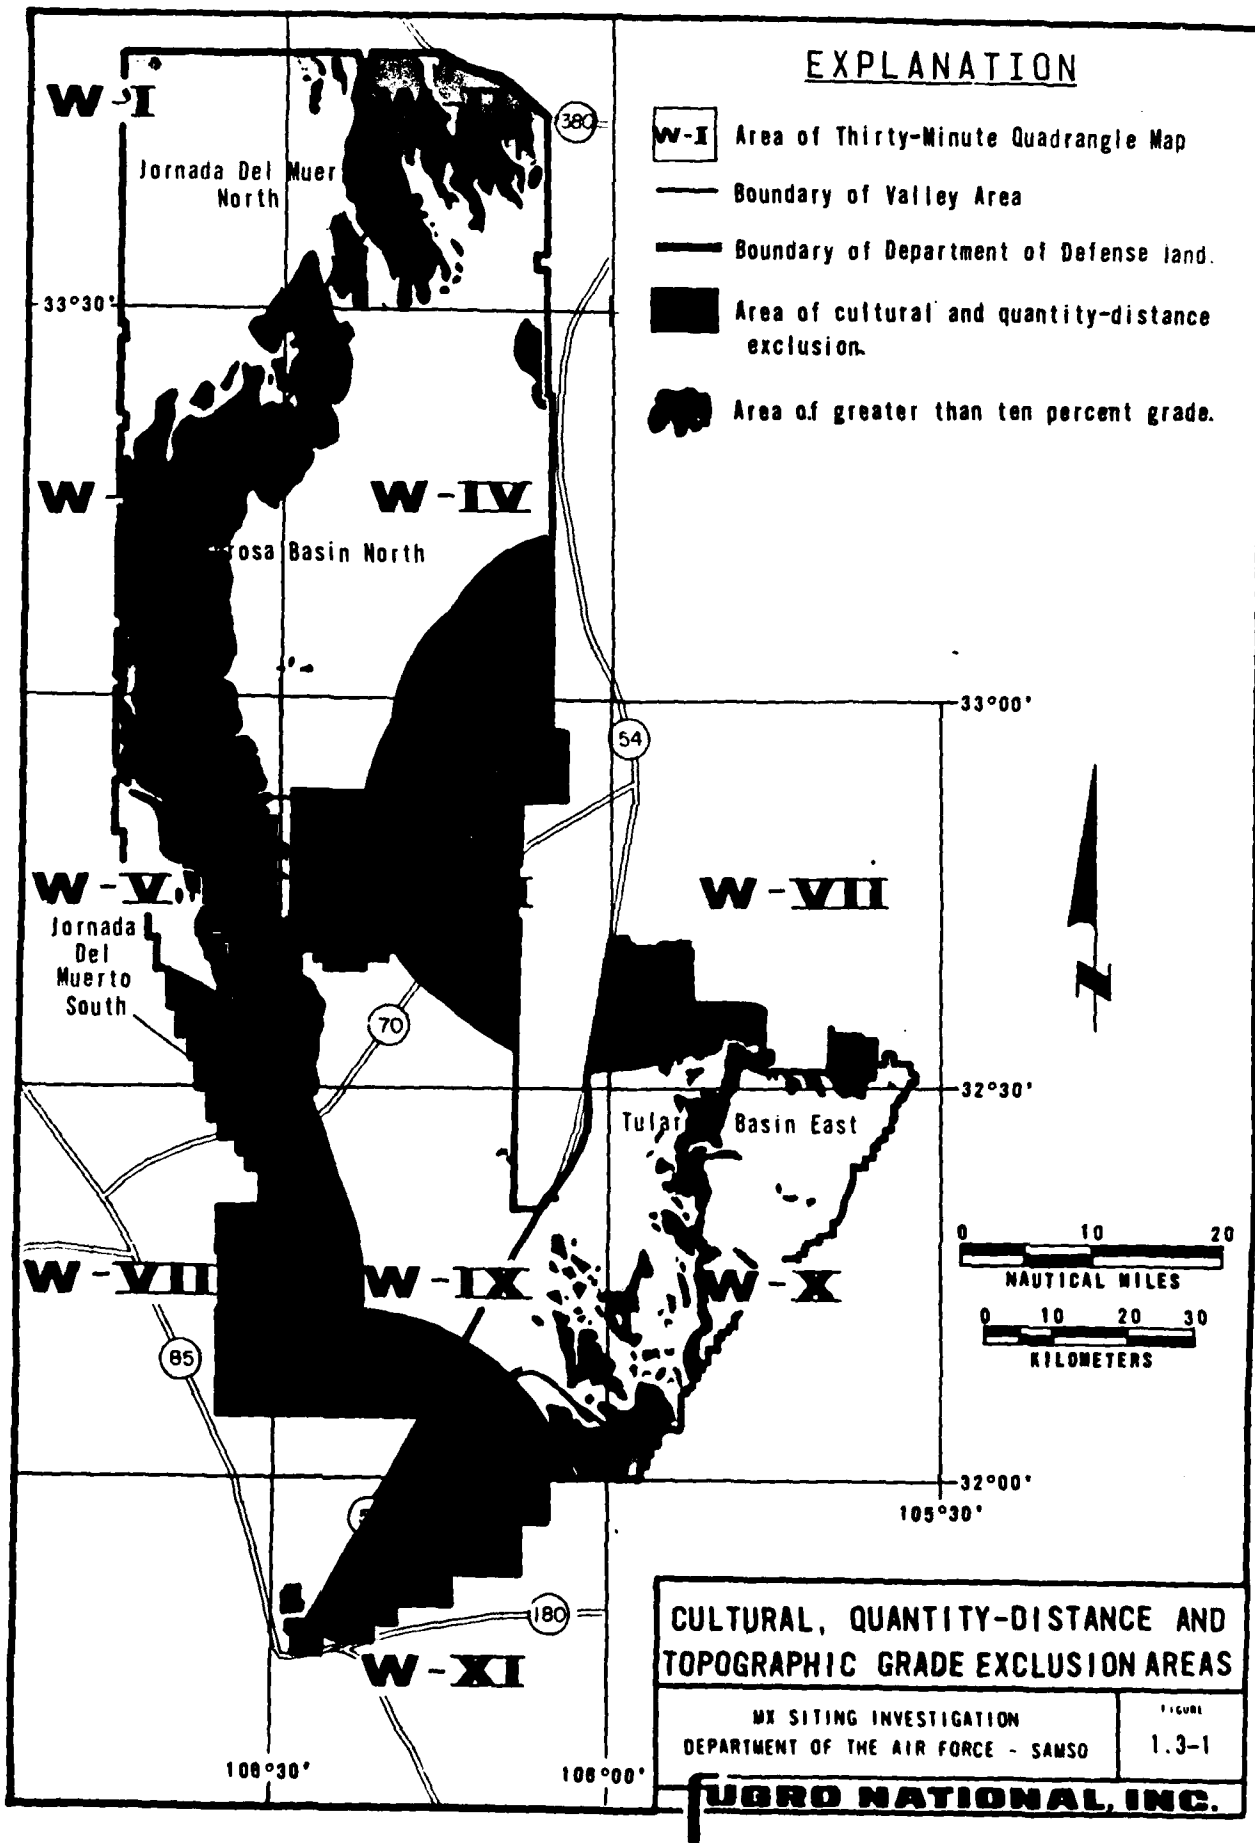 EXPLANATION
W-I Area of Thirty-Minute Quadrangle Map
Boundary of Valley Area
Boundary of Department of Defense land.
Area of cultural and quantity-distance
exclusion.
Area of greater than ten percent grade.
W-I
380
Jornada Del Muer
North
33°30'
W-
W-IV
rosa Basin North
33°00'
54
W-V
W-VII
Jornada
Del
Muerto
South
70
32°30'
Tular Basin East
0 10 20
NAUTICAL MILES
W-VII
W-IX
W-X
0 10 20 30
KILOMETERS
85
32°00'
105°30'
180
W-XI
106°30'
106°00'
CULTURAL, QUANTITY-DISTANCE AND
TOPOGRAPHIC GRADE EXCLUSION AREAS
MX SITING INVESTIGATION
DEPARTMENT OF THE AIR FORCE - SAMSO
FIGURE
1.3-1
FUGRO NATIONAL, INC.